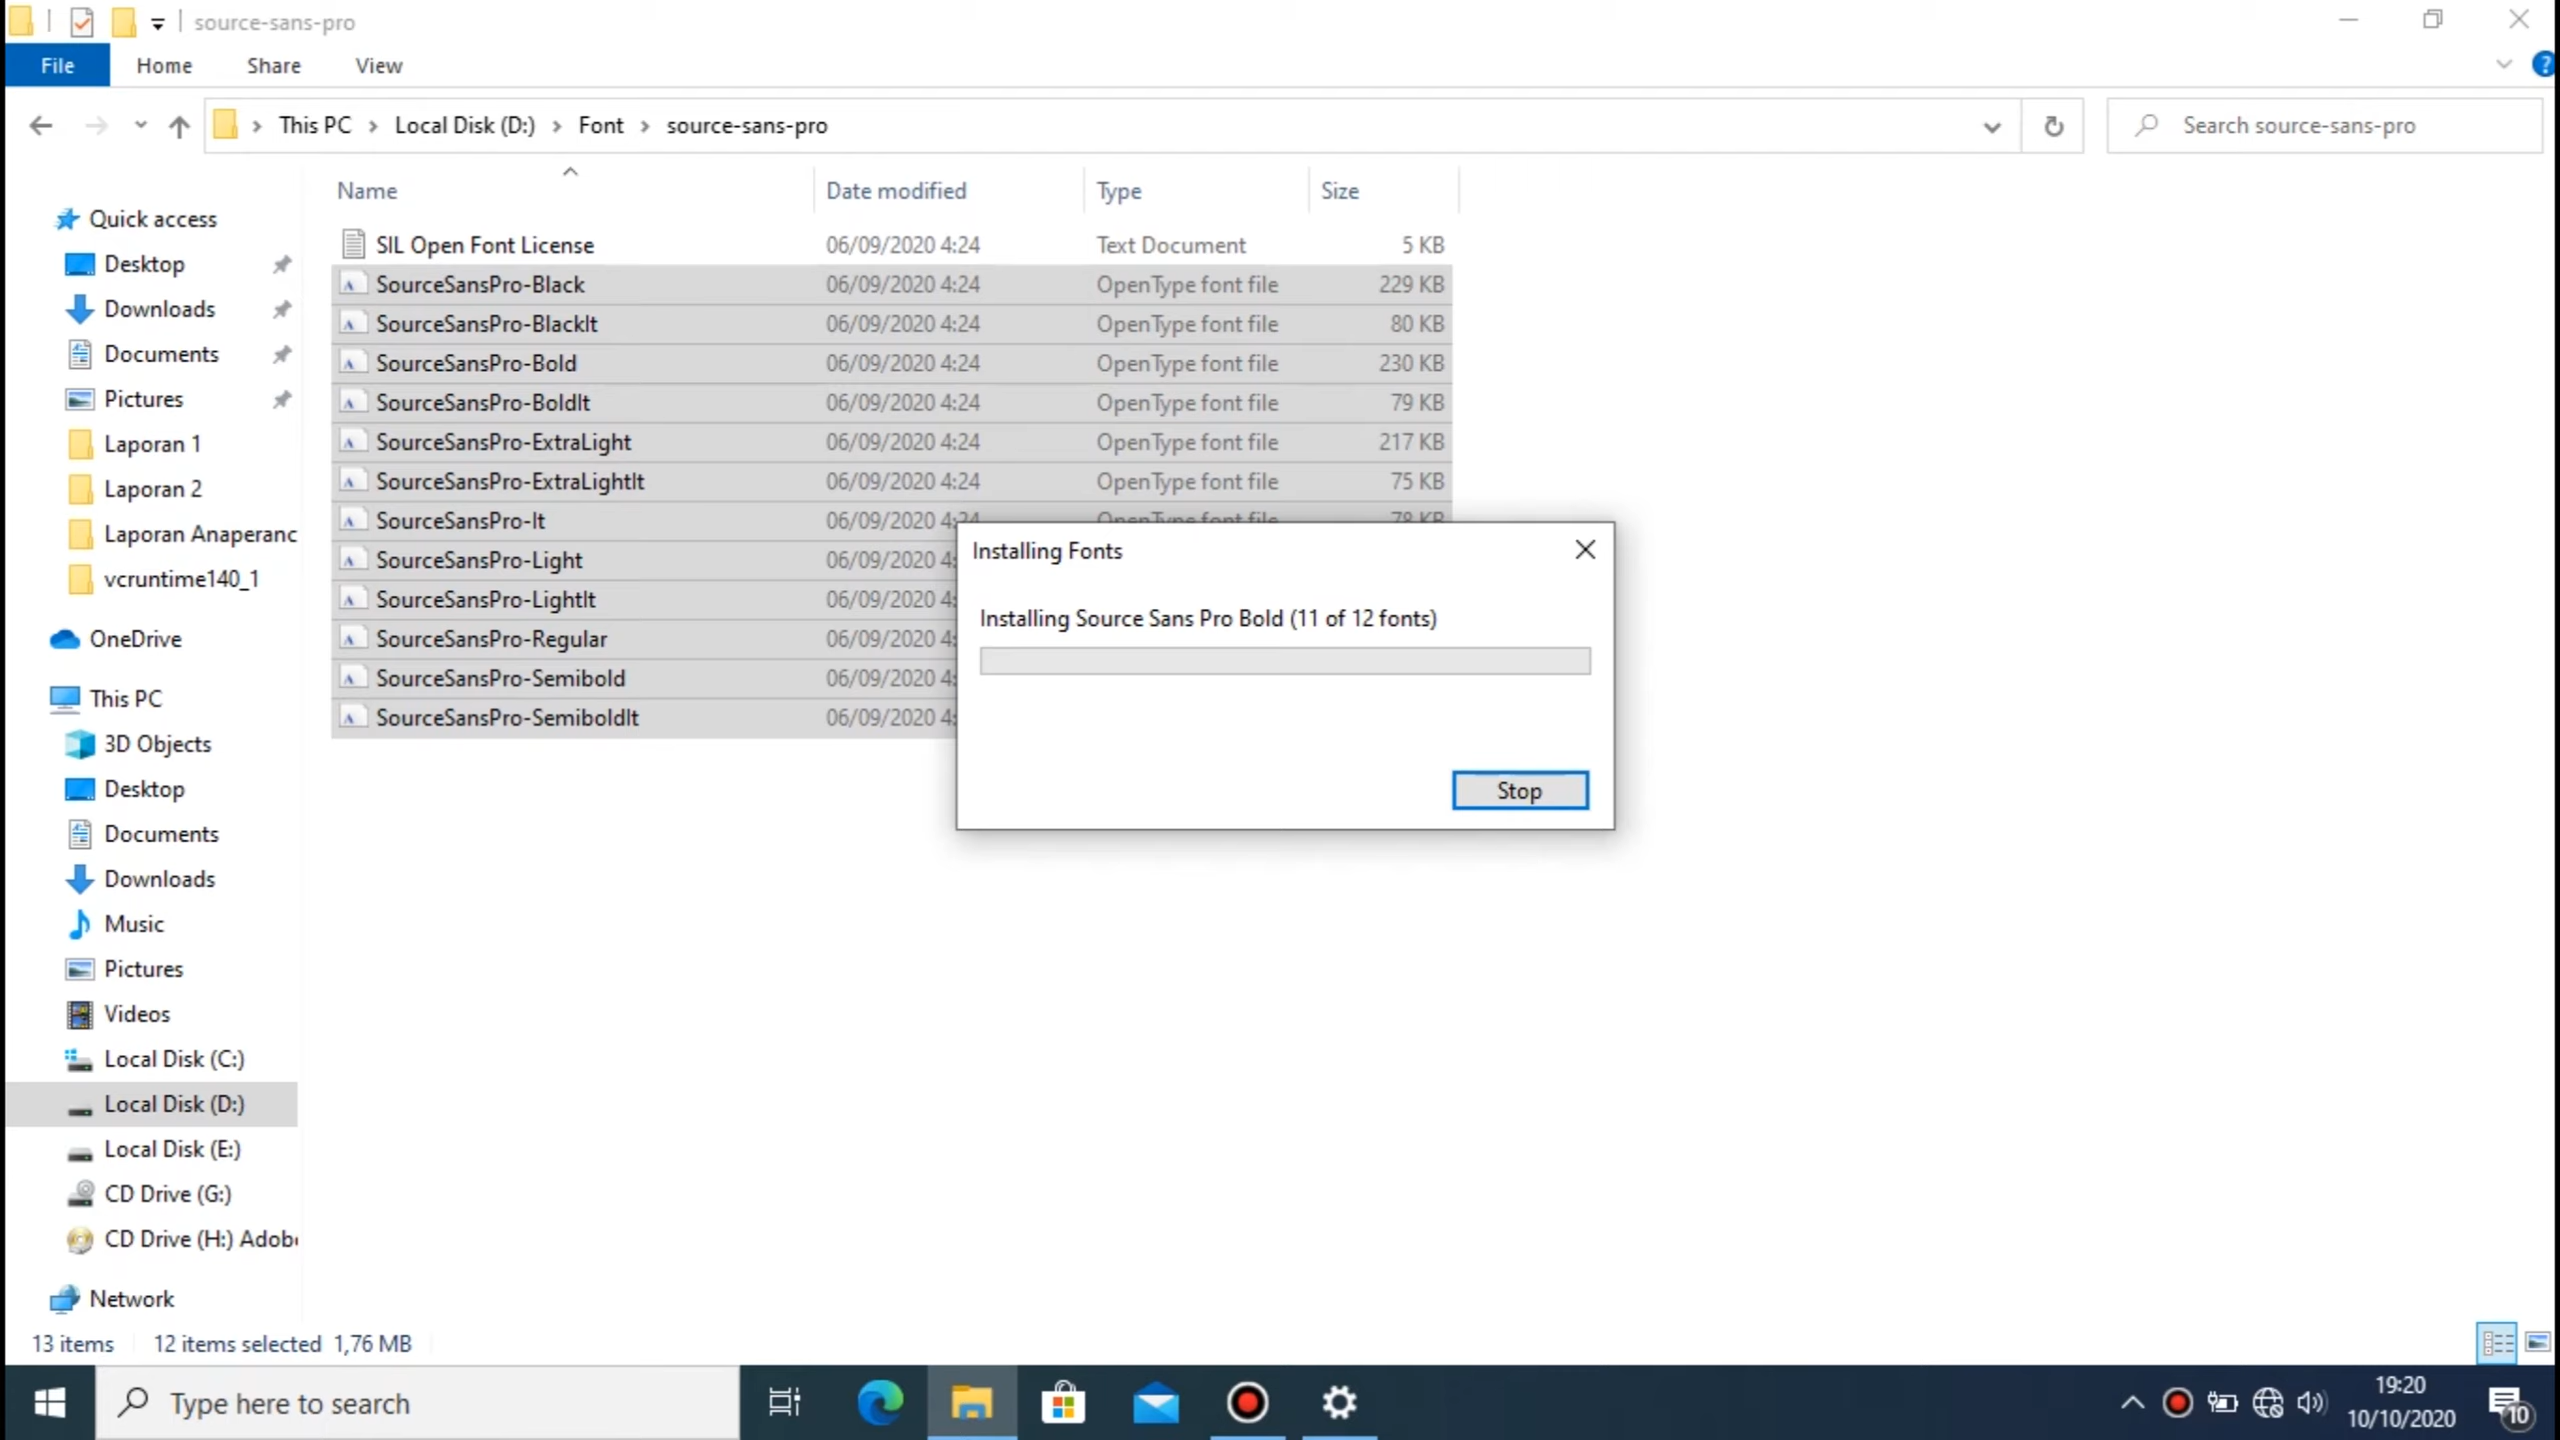 source-sans-pro
File Home Share View
This PC Local Disk (D:) Font source-sans-pro
Search source-sans-pro
Name Date modified Type Size
SIL Open Font License 06/09/2020 4:24 Text Document 5 KB
SourceSansPro-Black 06/09/2020 4:24 OpenType font file 229 KB
SourceSansPro-BlackIt 06/09/2020 4:24 OpenType font file 80 KB
SourceSansPro-Bold 06/09/2020 4:24 OpenType font file 230 KB
SourceSansPro-BoldIt 06/09/2020 4:24 OpenType font file 79 KB
SourceSansPro-ExtraLight 06/09/2020 4:24 OpenType font file 217 KB
SourceSansPro-ExtraLightIt 06/09/2020 4:24 OpenType font file 75 KB
SourceSansPro-It 06/09/2020 4:24 OpenType font file 78 KB
SourceSansPro-Light 06/09/2020 4:
SourceSansPro-LightIt 06/09/2020 4:
SourceSansPro-Regular 06/09/2020 4:
SourceSansPro-Semibold 06/09/2020 4:
SourceSansPro-SemiboldIt 06/09/2020 4:
Quick access
Desktop
Downloads
Documents
Pictures
Laporan 1
Laporan 2
Laporan Anaperanc
vcruntime140_1
OneDrive
This PC
3D Objects
Desktop
Documents
Downloads
Music
Pictures
Videos
Local Disk (C:)
Local Disk (D:)
Local Disk (E:)
CD Drive (G:)
CD Drive (H:) Adob
Network
Installing Fonts
Installing Source Sans Pro Bold (11 of 12 fonts)
Stop
13 items 12 items selected 1,76 MB
Type here to search
19:20
10/10/2020
10